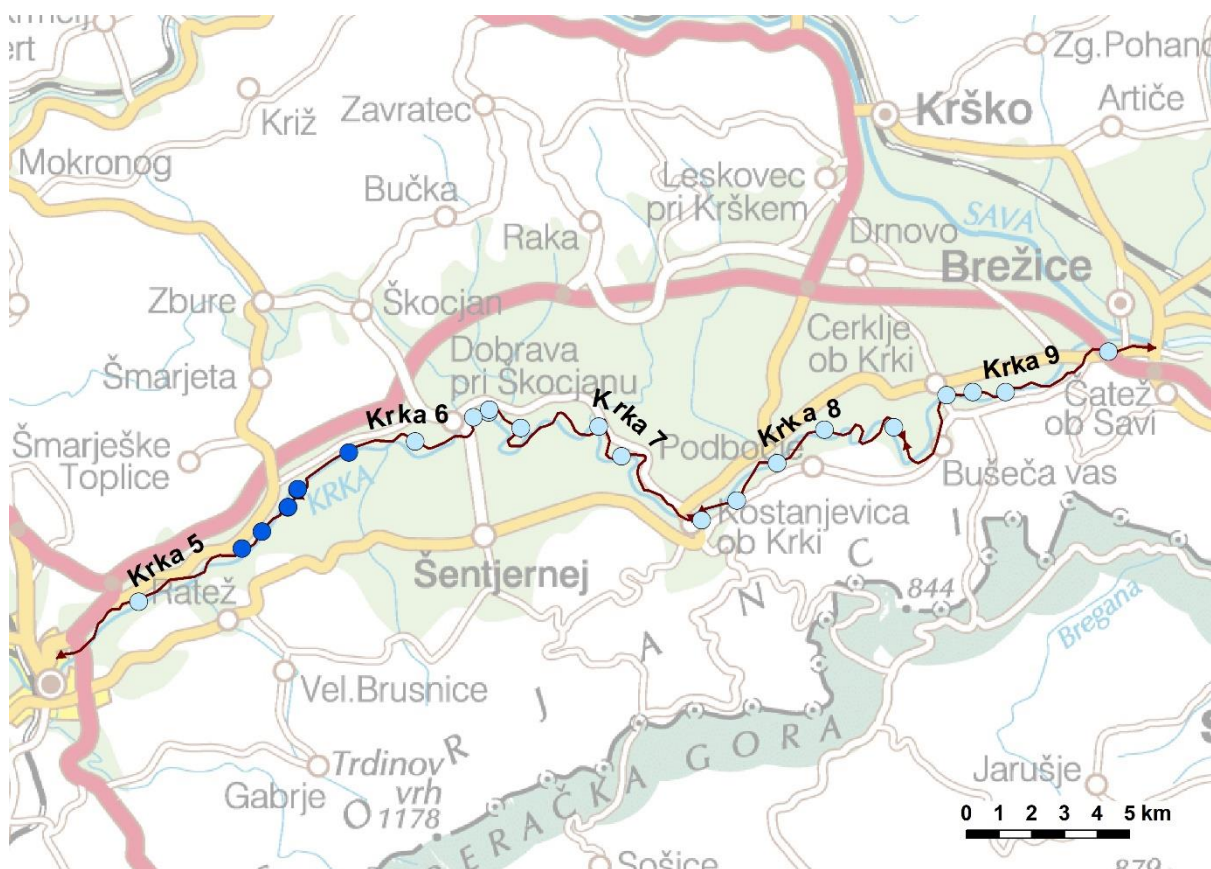 Zg.Pohanc
Križ
Zavratec
Krško
Artiče
Mokronog
Bučka
Leskovec
pri Krškem
SAVA
Raka
Drnovo
Brežice
Zbure
Škocjan
Cerklje
ob Krki
Dobrava
pri Škocjanu
Krka 9
Šmarjeta
Čatež
ob Savi
Krka 6
Krka 7
Krka 8
Šmarješke
Toplice
Podbočje
Bušeča vas
KRKA
Kostanjevica
ob Krki
Krka 5
Šentjernej
Ratež
844
Bregana
Vel.Brusnice
R J A N C I
Trdinov
vrh
1178
Gabrje
ERAČKA GORA
Jarušje
0 1 2 3 4 5 km
Sošice
879